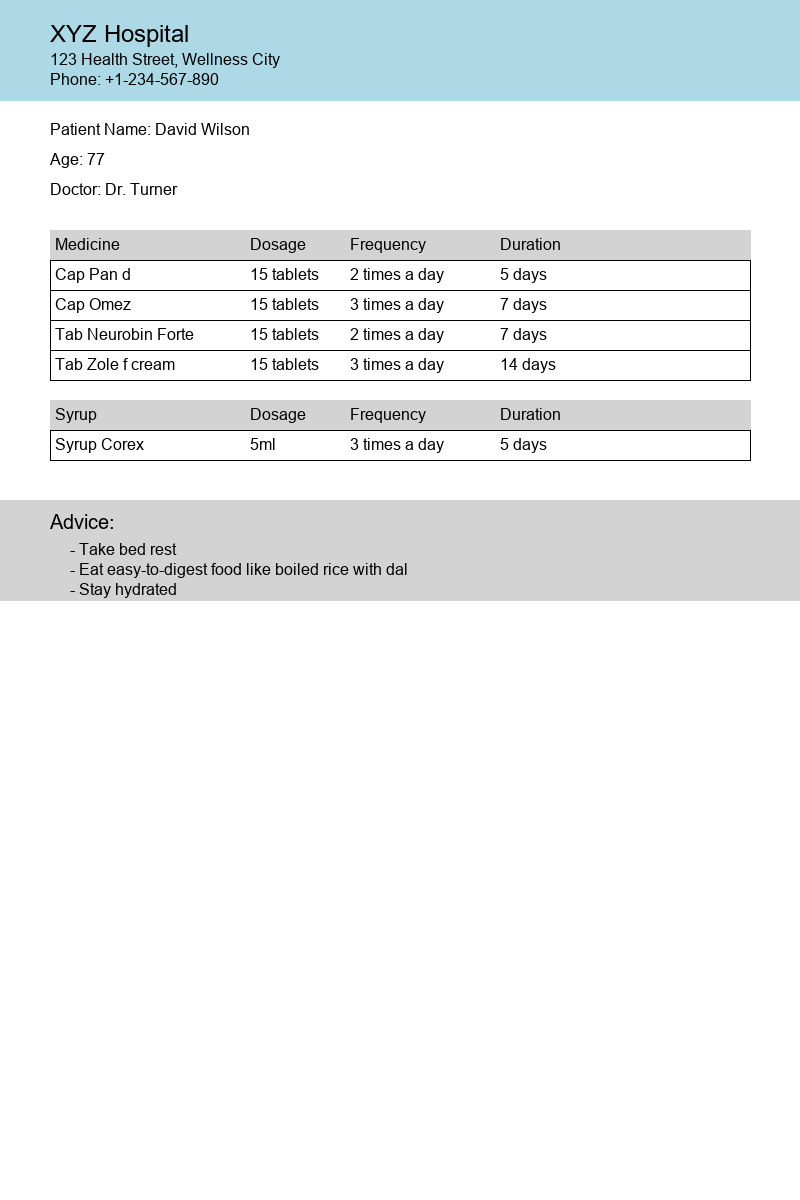 XYZ Hospital
123 Health Street, Wellness City
Phone: +1-234-567-890
Patient Name: David Wilson
Age: 77
Doctor: Dr. Turner
Medicine Dosage Frequency Duration
Cap Pan d 15 tablets 2 times a day 5 days
Cap Omez 15 tablets 3 times a day 7 days
Tab Neurobin Forte 15 tablets 2 times a day 7 days
Tab Zole f cream 15 tablets 3 times a day 14 days
Syrup Dosage Frequency Duration
Syrup Corex 5ml 3 times a day 5 days
Advice:
- Take bed rest
- Eat easy-to-digest food like boiled rice with dal
- Stay hydrated